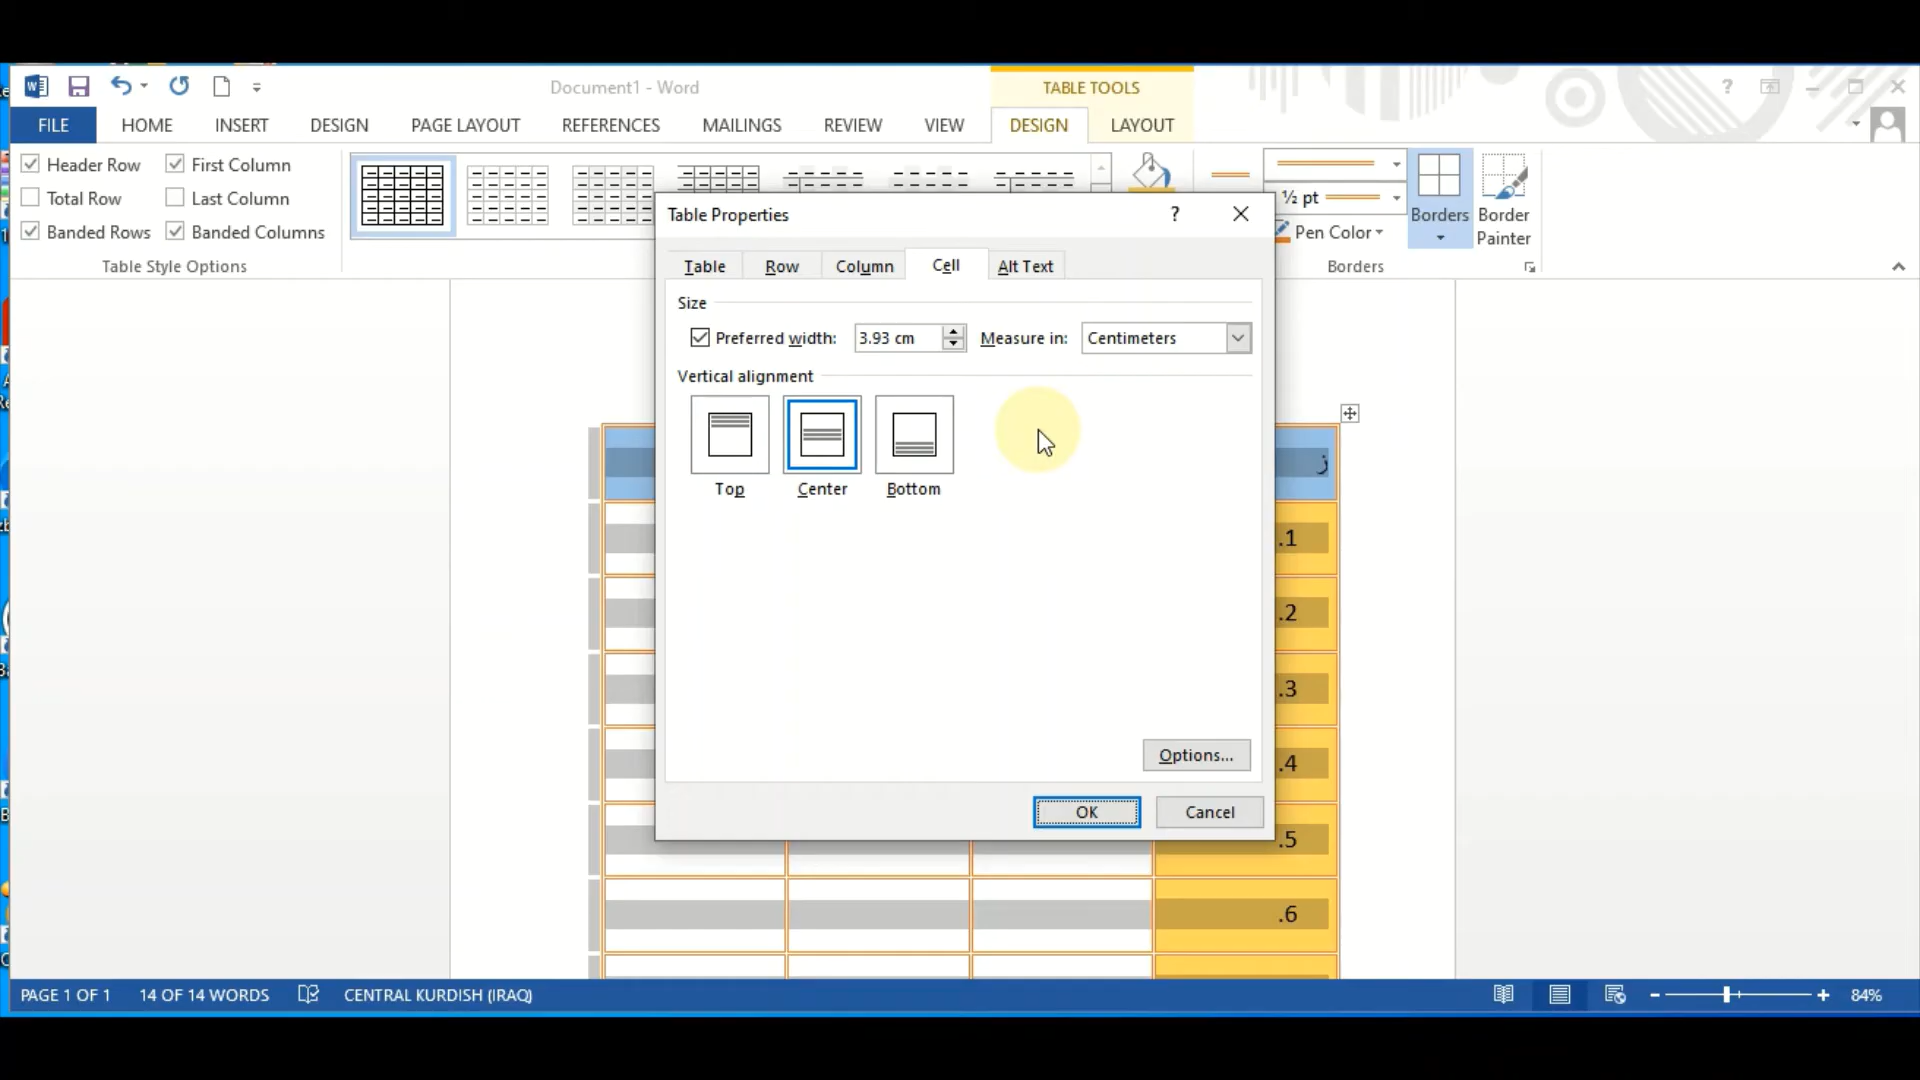 Document1 - Word
TABLE TOOLS
?
FILE
HOME
INSERT
DESIGN
PAGE LAYOUT
REFERENCES
MAILINGS
REVIEW
VIEW
DESIGN
LAYOUT
Header Row
First Column
Total Row
Last Column
Banded Rows
Banded Columns
Table Style Options
½ pt
Pen Color
Borders
Border
Painter
Borders
Table Properties
?
Table
Row
Column
Cell
Alt Text
Size
Preferred width:
3.93 cm
Measure in:
Centimeters
Vertical alignment
Top
Center
Bottom
Options...
OK
Cancel
ز
.1
.2
.3
.4
.5
.6
PAGE 1 OF 1
14 OF 14 WORDS
CENTRAL KURDISH (IRAQ)
84%